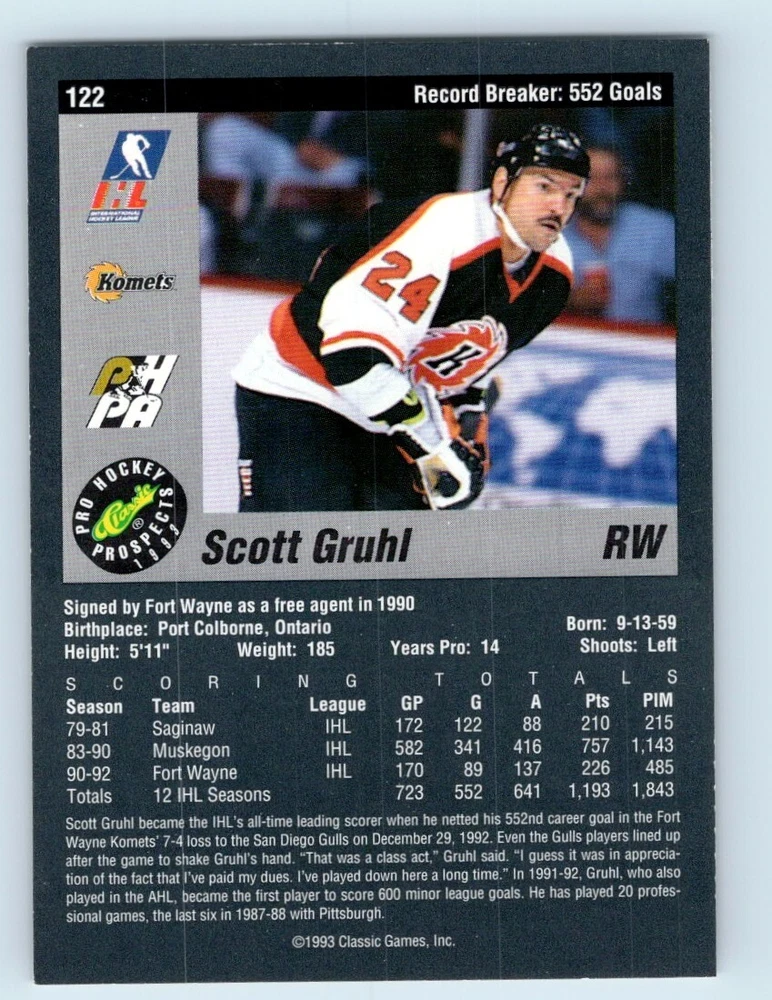 122 Record Breaker: 552 Goals
IHL
INTERNATIONAL
HOCKEY LEAGUE
Komets
PHPA
PRO HOCKEY PROSPECTS 1993
Classic ®
24
K
Scott Gruhl RW
Signed by Fort Wayne as a free agent in 1990
Birthplace: Port Colborne, Ontario Born: 9-13-59
Height: 5'11" Weight: 185 Years Pro: 14 Shoots: Left
SCORING TOTALS
Season Team League GP G A Pts PIM
79-81 Saginaw IHL 172 122 88 210 215
83-90 Muskegon IHL 582 341 416 757 1,143
90-92 Fort Wayne IHL 170 89 137 226 485
Totals 12 IHL Seasons 723 552 641 1,193 1,843
Scott Gruhl became the IHL's all-time leading scorer when he netted his 552nd career goal in the Fort
Wayne Komets' 7-4 loss to the San Diego Gulls on December 29, 1992. Even the Gulls players lined up
after the game to shake Gruhl's hand. "That was a class act," Gruhl said. "I guess it was in apprecia-
tion of the fact that I've paid my dues. I've played down here a long time." In 1991-92, Gruhl, who also
played in the AHL, became the first player to score 600 minor league goals. He has played 20 profes-
sional games, the last six in 1987-88 with Pittsburgh.
©1993 Classic Games, Inc.